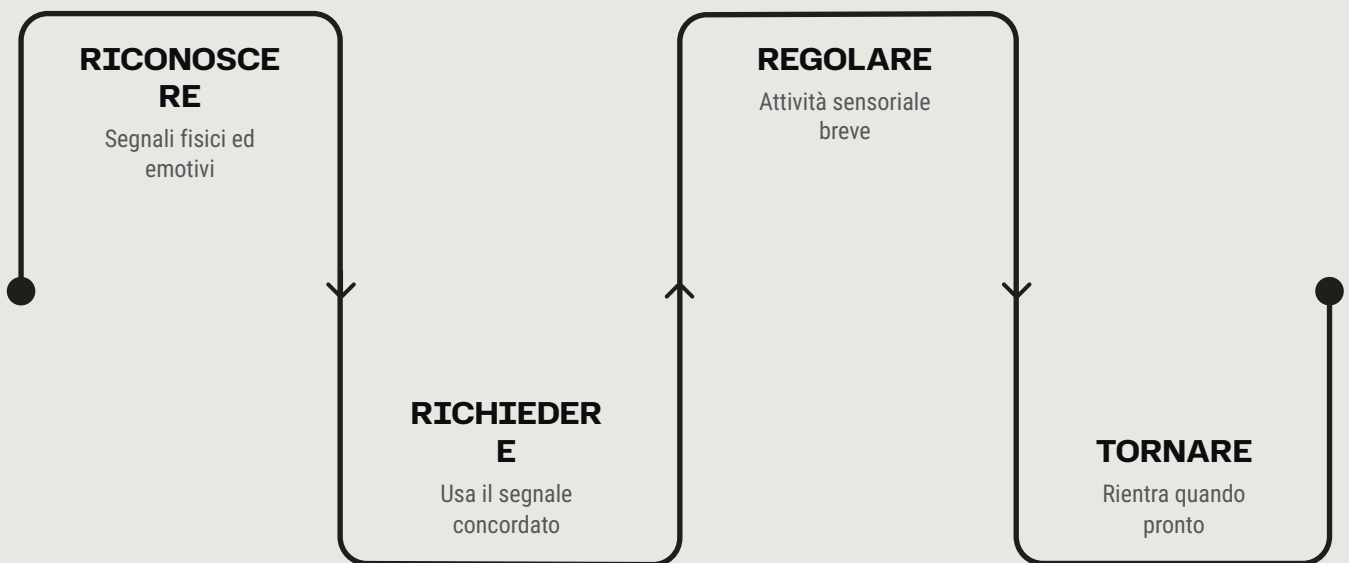 RICONOSCE
RE
Segnali fisici ed
emotivi
RICHIEDER
E
Usa il segnale
concordato
REGOLARE
Attività sensoriale
breve
TORNARE
Rientra quando
pronto